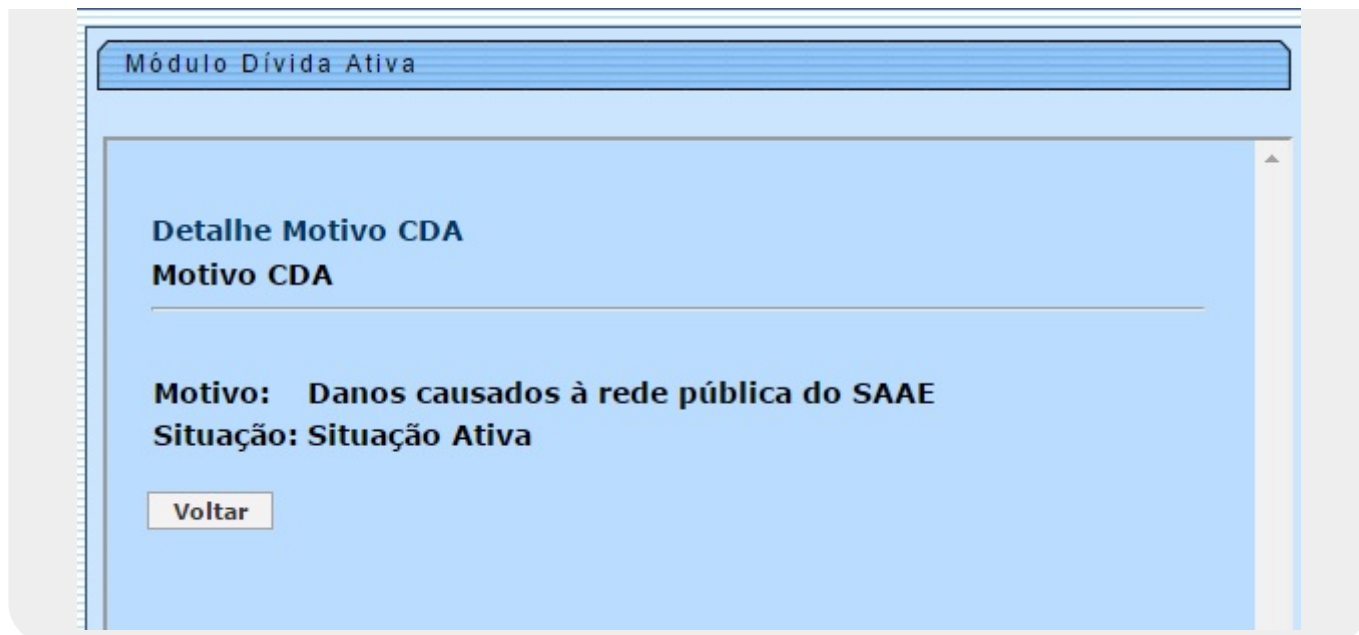 Módulo Dívida Ativa
Detalhe Motivo CDA
Motivo CDA
Motivo: Danos causados à rede pública do SAAE
Situação: Situação Ativa
Voltar